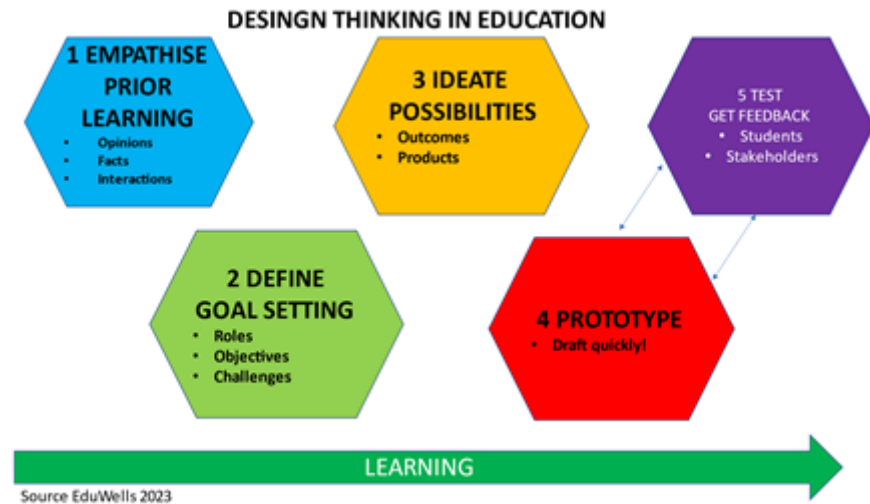 DESINGN THINKING IN EDUCATION
1 EMPATHISE
PRIOR
LEARNING
• Opinions
• Facts
• Interactions
2 DEFINE
GOAL SETTING
• Roles
• Objectives
• Challenges
3 IDEATE
POSSIBILITIES
• Outcomes
• Products
4 PROTOTYPE
• Draft quickly!
5 TEST
GET FEEDBACK
• Students
• Stakeholders
LEARNING
Source EduWells 2023